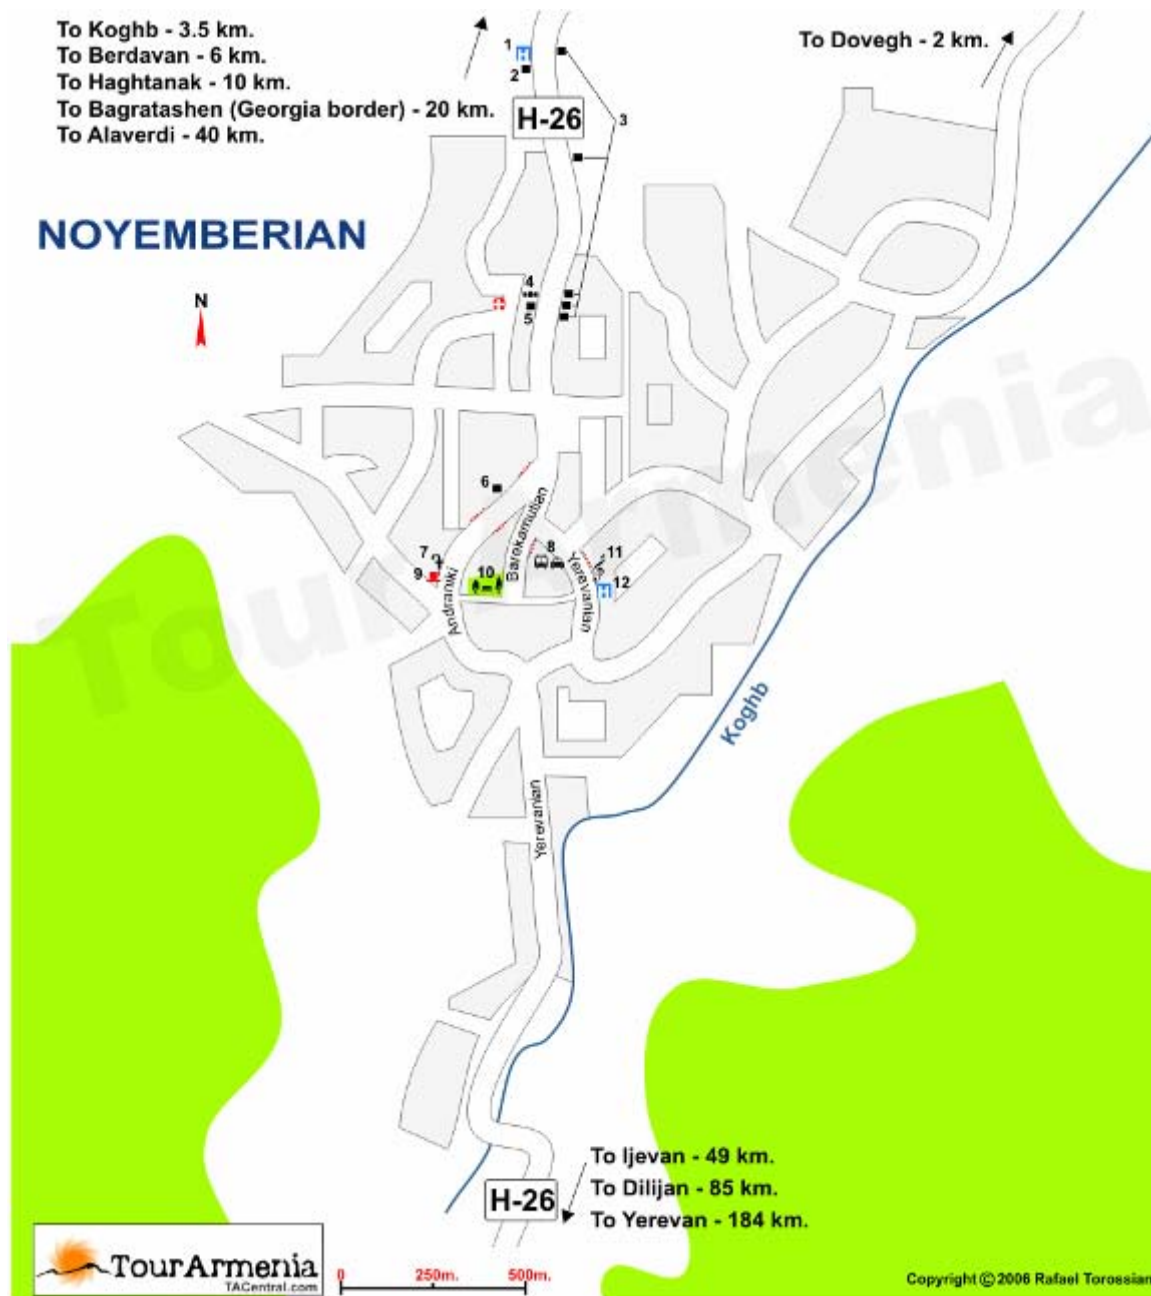 To Koghb - 3.5 km.
To Berdavan - 6 km.
To Haghtanak - 10 km.
To Bagratashen (Georgia border) - 20 km.
To Alaverdi - 40 km.
1
2
H-26
3
To Dovegh - 2 km.
NOYEMBERIAN
N
4
5
6
7
8
9
10
11
12
Barekamutian
Andraniki
Yerevanian
Koghb
Yerevanian
Tour Armenia
To Ijevan - 49 km.
To Dilijan - 85 km.
To Yerevan - 184 km.
H-26
TourArmenia
TACentral.com
0 250m. 500m.
Copyright © 2006 Rafael Torossian